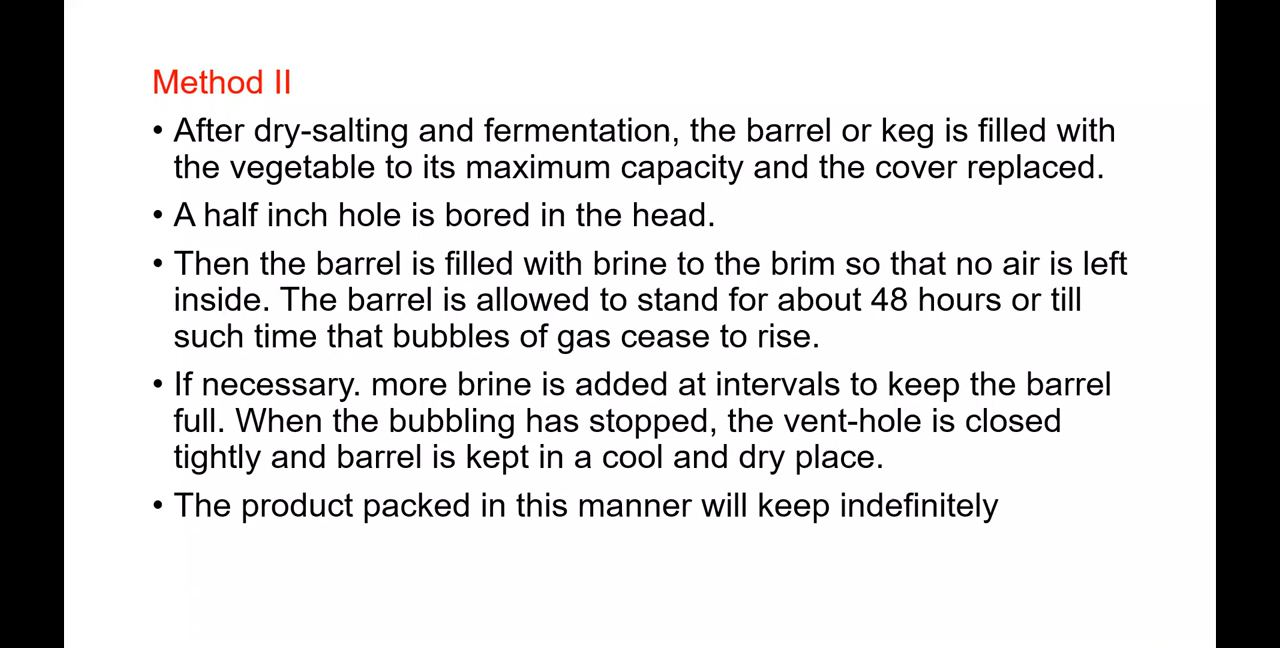 Method II
• After dry-salting and fermentation, the barrel or keg is filled with
the vegetable to its maximum capacity and the cover replaced.
• A half inch hole is bored in the head.
• Then the barrel is filled with brine to the brim so that no air is left
inside. The barrel is allowed to stand for about 48 hours or till
such time that bubbles of gas cease to rise.
• If necessary. more brine is added at intervals to keep the barrel
full. When the bubbling has stopped, the vent-hole is closed
tightly and barrel is kept in a cool and dry place.
• The product packed in this manner will keep indefinitely